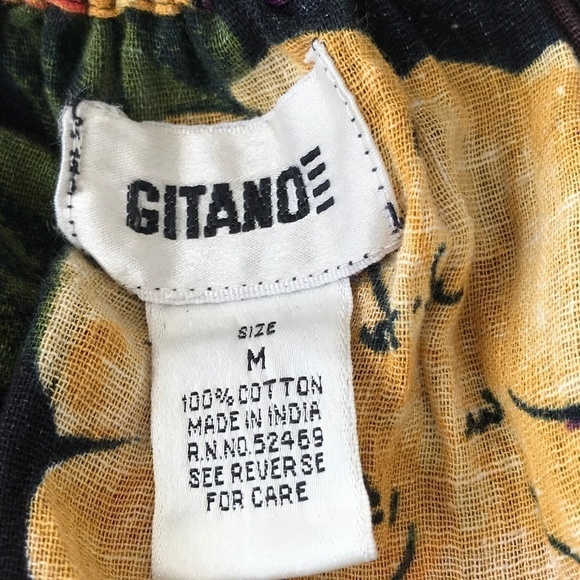 GITANO
SIZE
M
100% COTTON
MADE IN INDIA
R.N.NO.52469
SEE REVERSE
FOR CARE